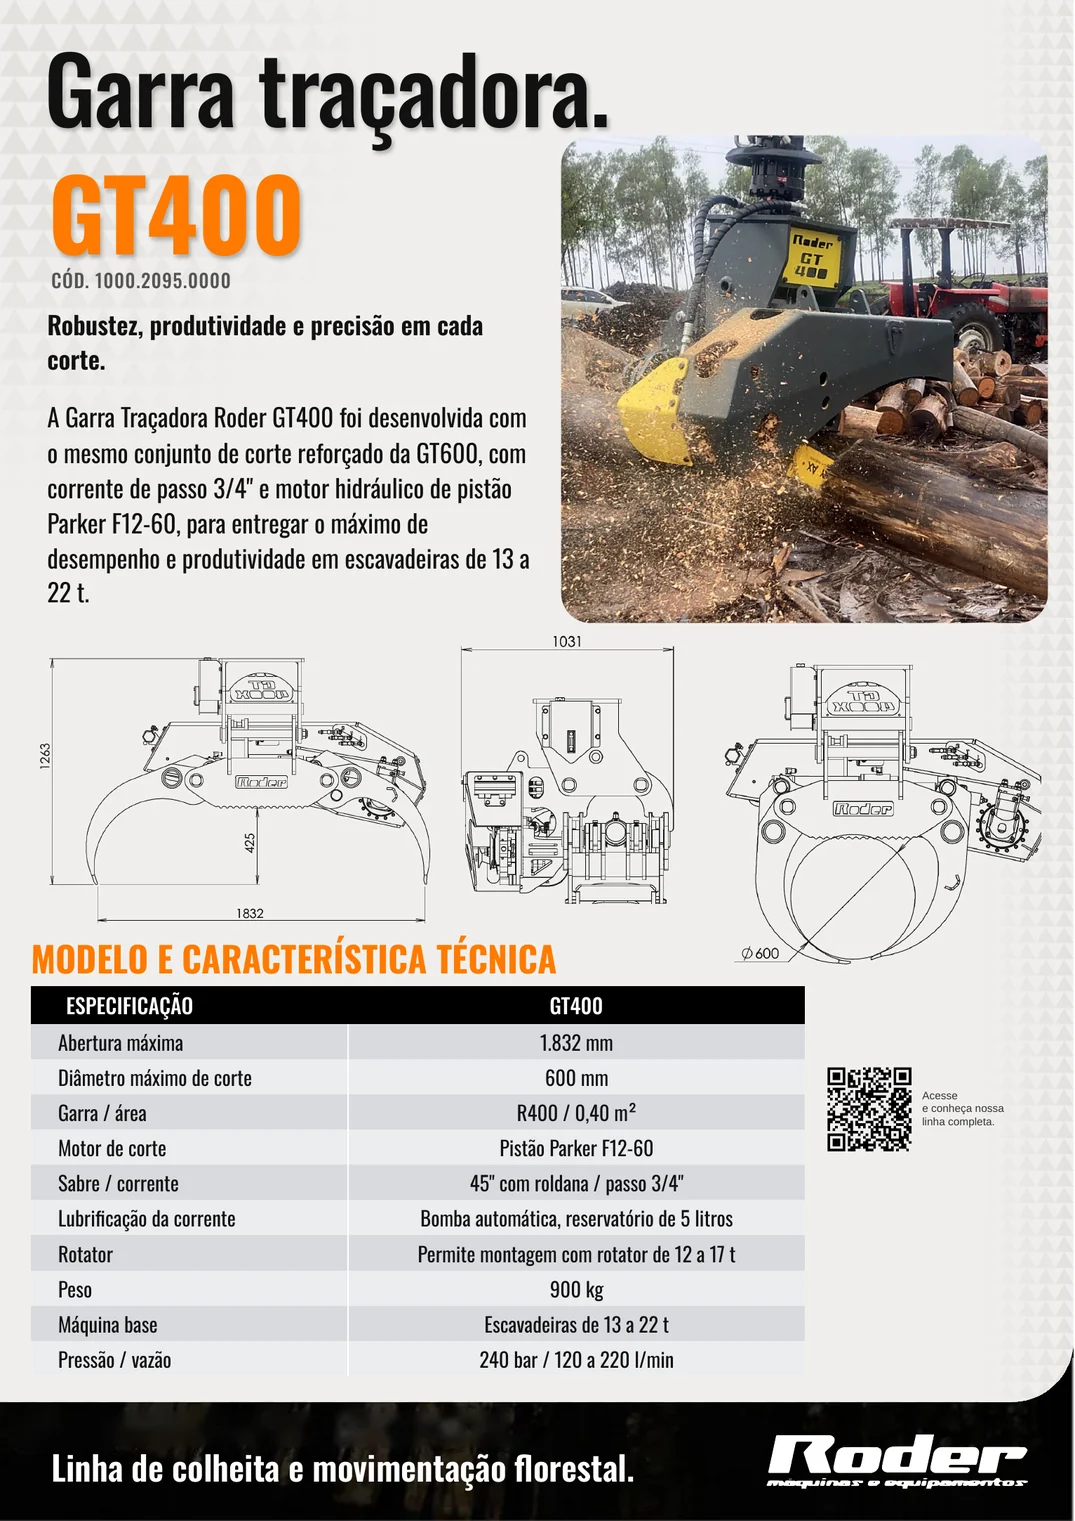 Garra traçadora.
GT400
CÓD. 1000.2095.0000
Robustez, produtividade e precisão em cada
corte.
A Garra Traçadora Roder GT400 foi desenvolvida com
o mesmo conjunto de corte reforçado da GT600, com
corrente de passo 3/4" e motor hidráulico de pistão
Parker F12-60, para entregar o máximo de
desempenho e produtividade em escavadeiras de 13 a
22 t.
Roder
GT
400
1263
425
1832
Roder
1031
Roder
Ø600
MODELO E CARACTERÍSTICA TÉCNICA
ESPECIFICAÇÃO GT400
Abertura máxima 1.832 mm
Diâmetro máximo de corte 600 mm
Garra / área R400 / 0,40 m²
Motor de corte Pistão Parker F12-60
Sabre / corrente 45" com roldana / passo 3/4"
Lubrificação da corrente Bomba automática, reservatório de 5 litros
Rotator Permite montagem com rotator de 12 a 17 t
Peso 900 kg
Máquina base Escavadeiras de 13 a 22 t
Pressão / vazão 240 bar / 120 a 220 l/min
Acesse
e conheça nossa
linha completa.
Linha de colheita e movimentação florestal.
Roder
máquinas e equipamentos